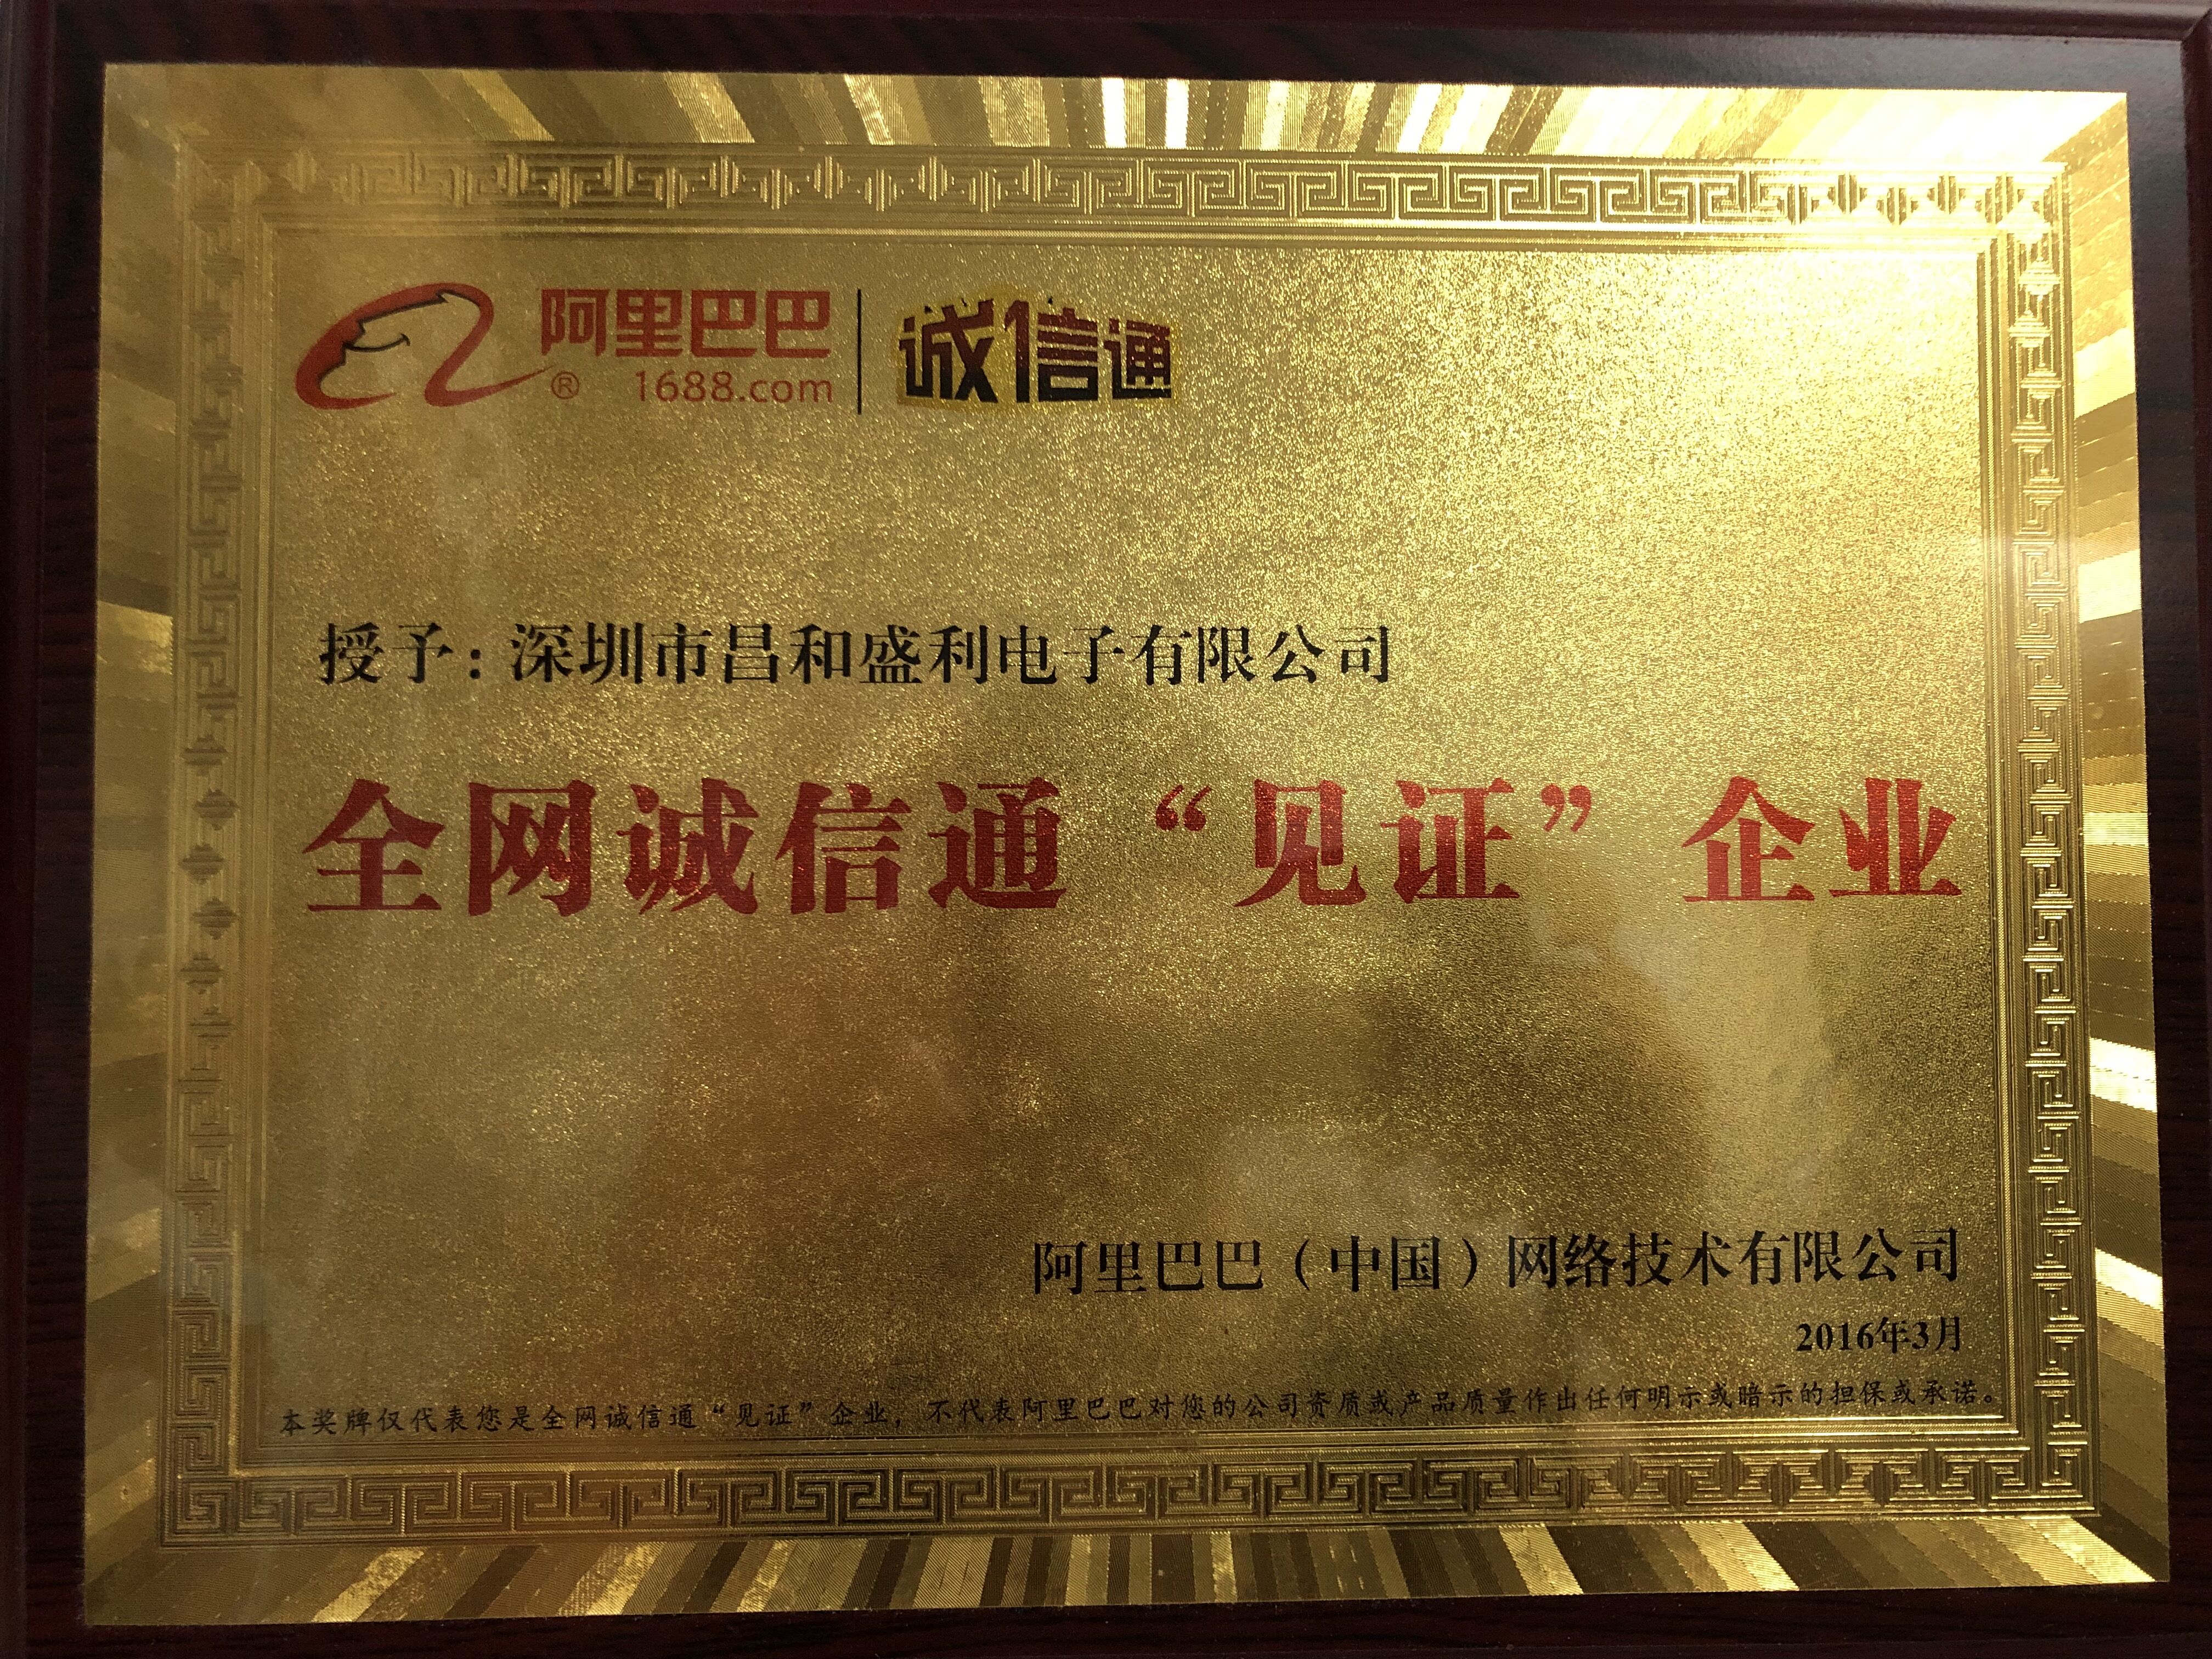 阿里巴巴
®
1688.com
诚信通
授予:深圳市昌和盛利电子有限公司
全网诚信通“见证”企业
阿里巴巴（中国）网络技术有限公司
2016年3月
本奖牌仅代表您是全网诚信通“见证”企业，不代表阿里巴巴对您的公司资质或产品质量作出任何明示或暗示的担保或承诺。